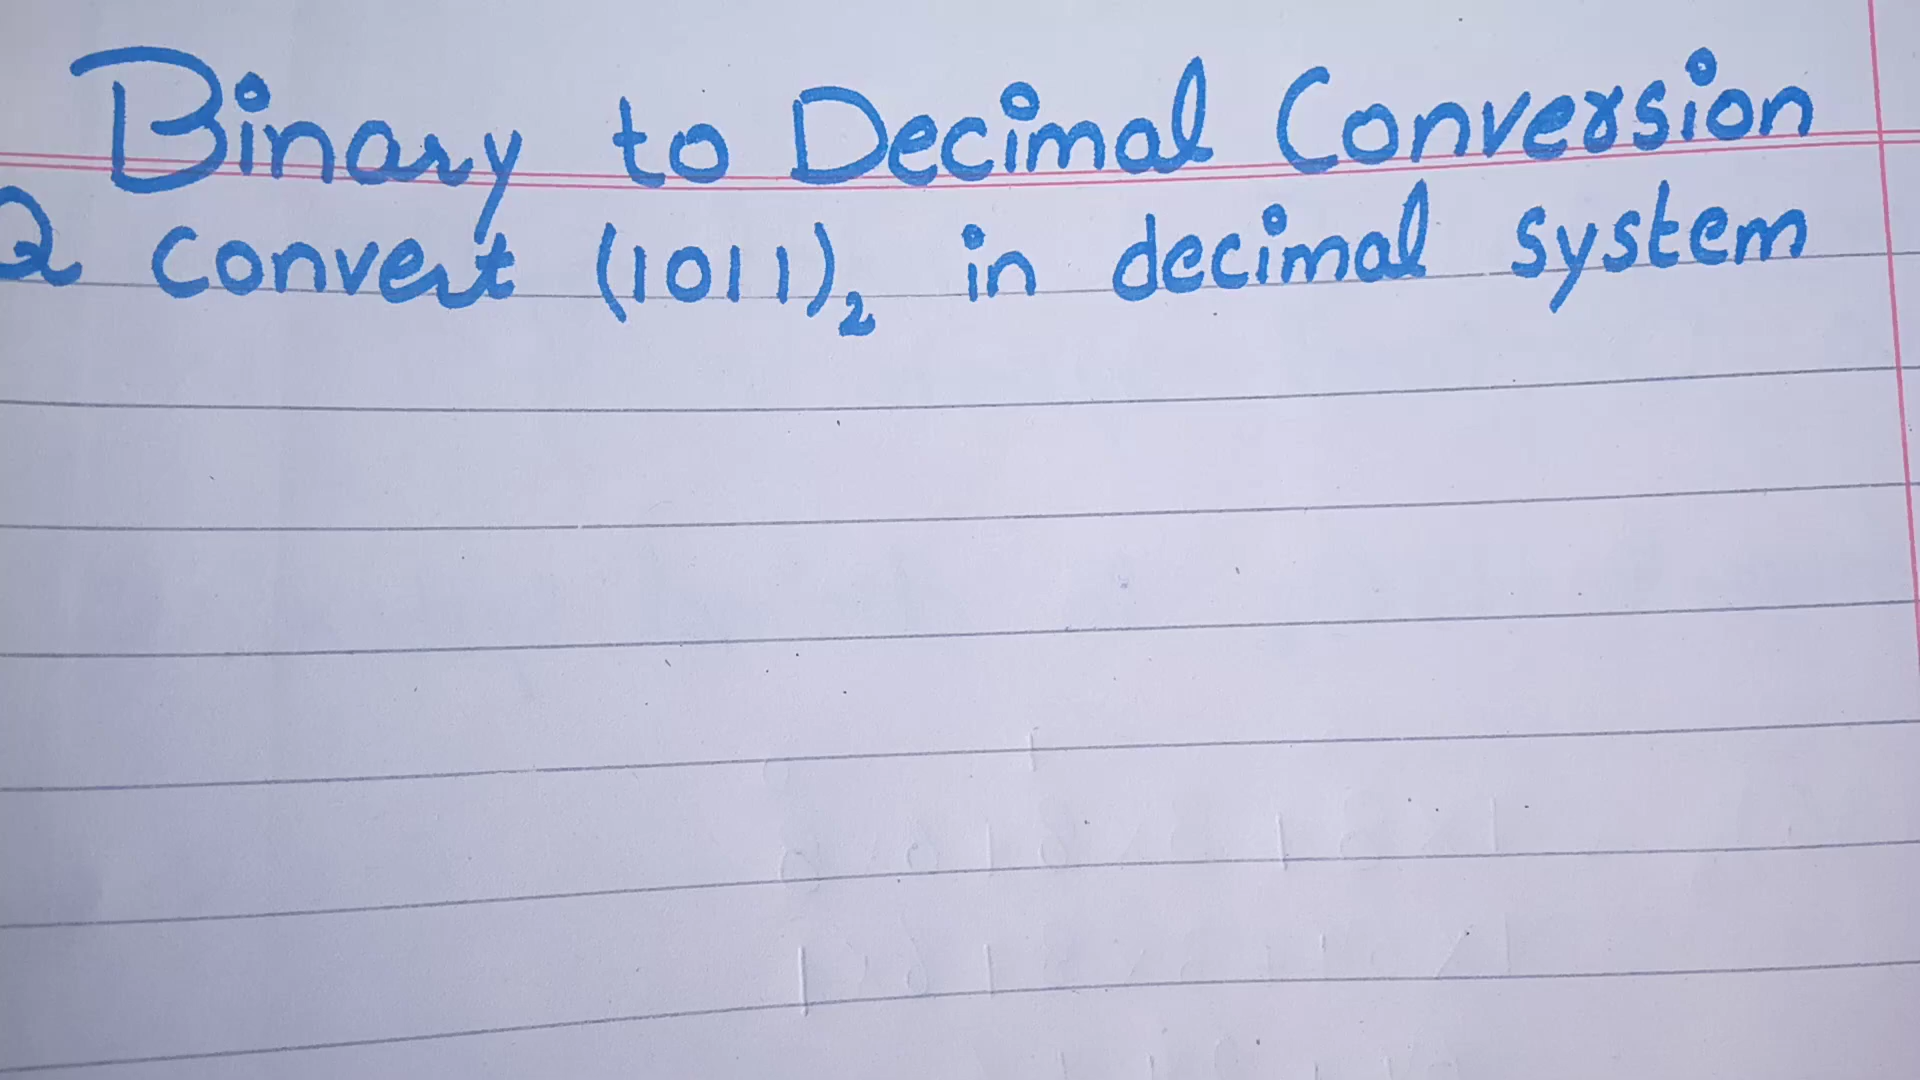 Binary to Decimal Conversion
Q convert (1011)₂ in decimal system